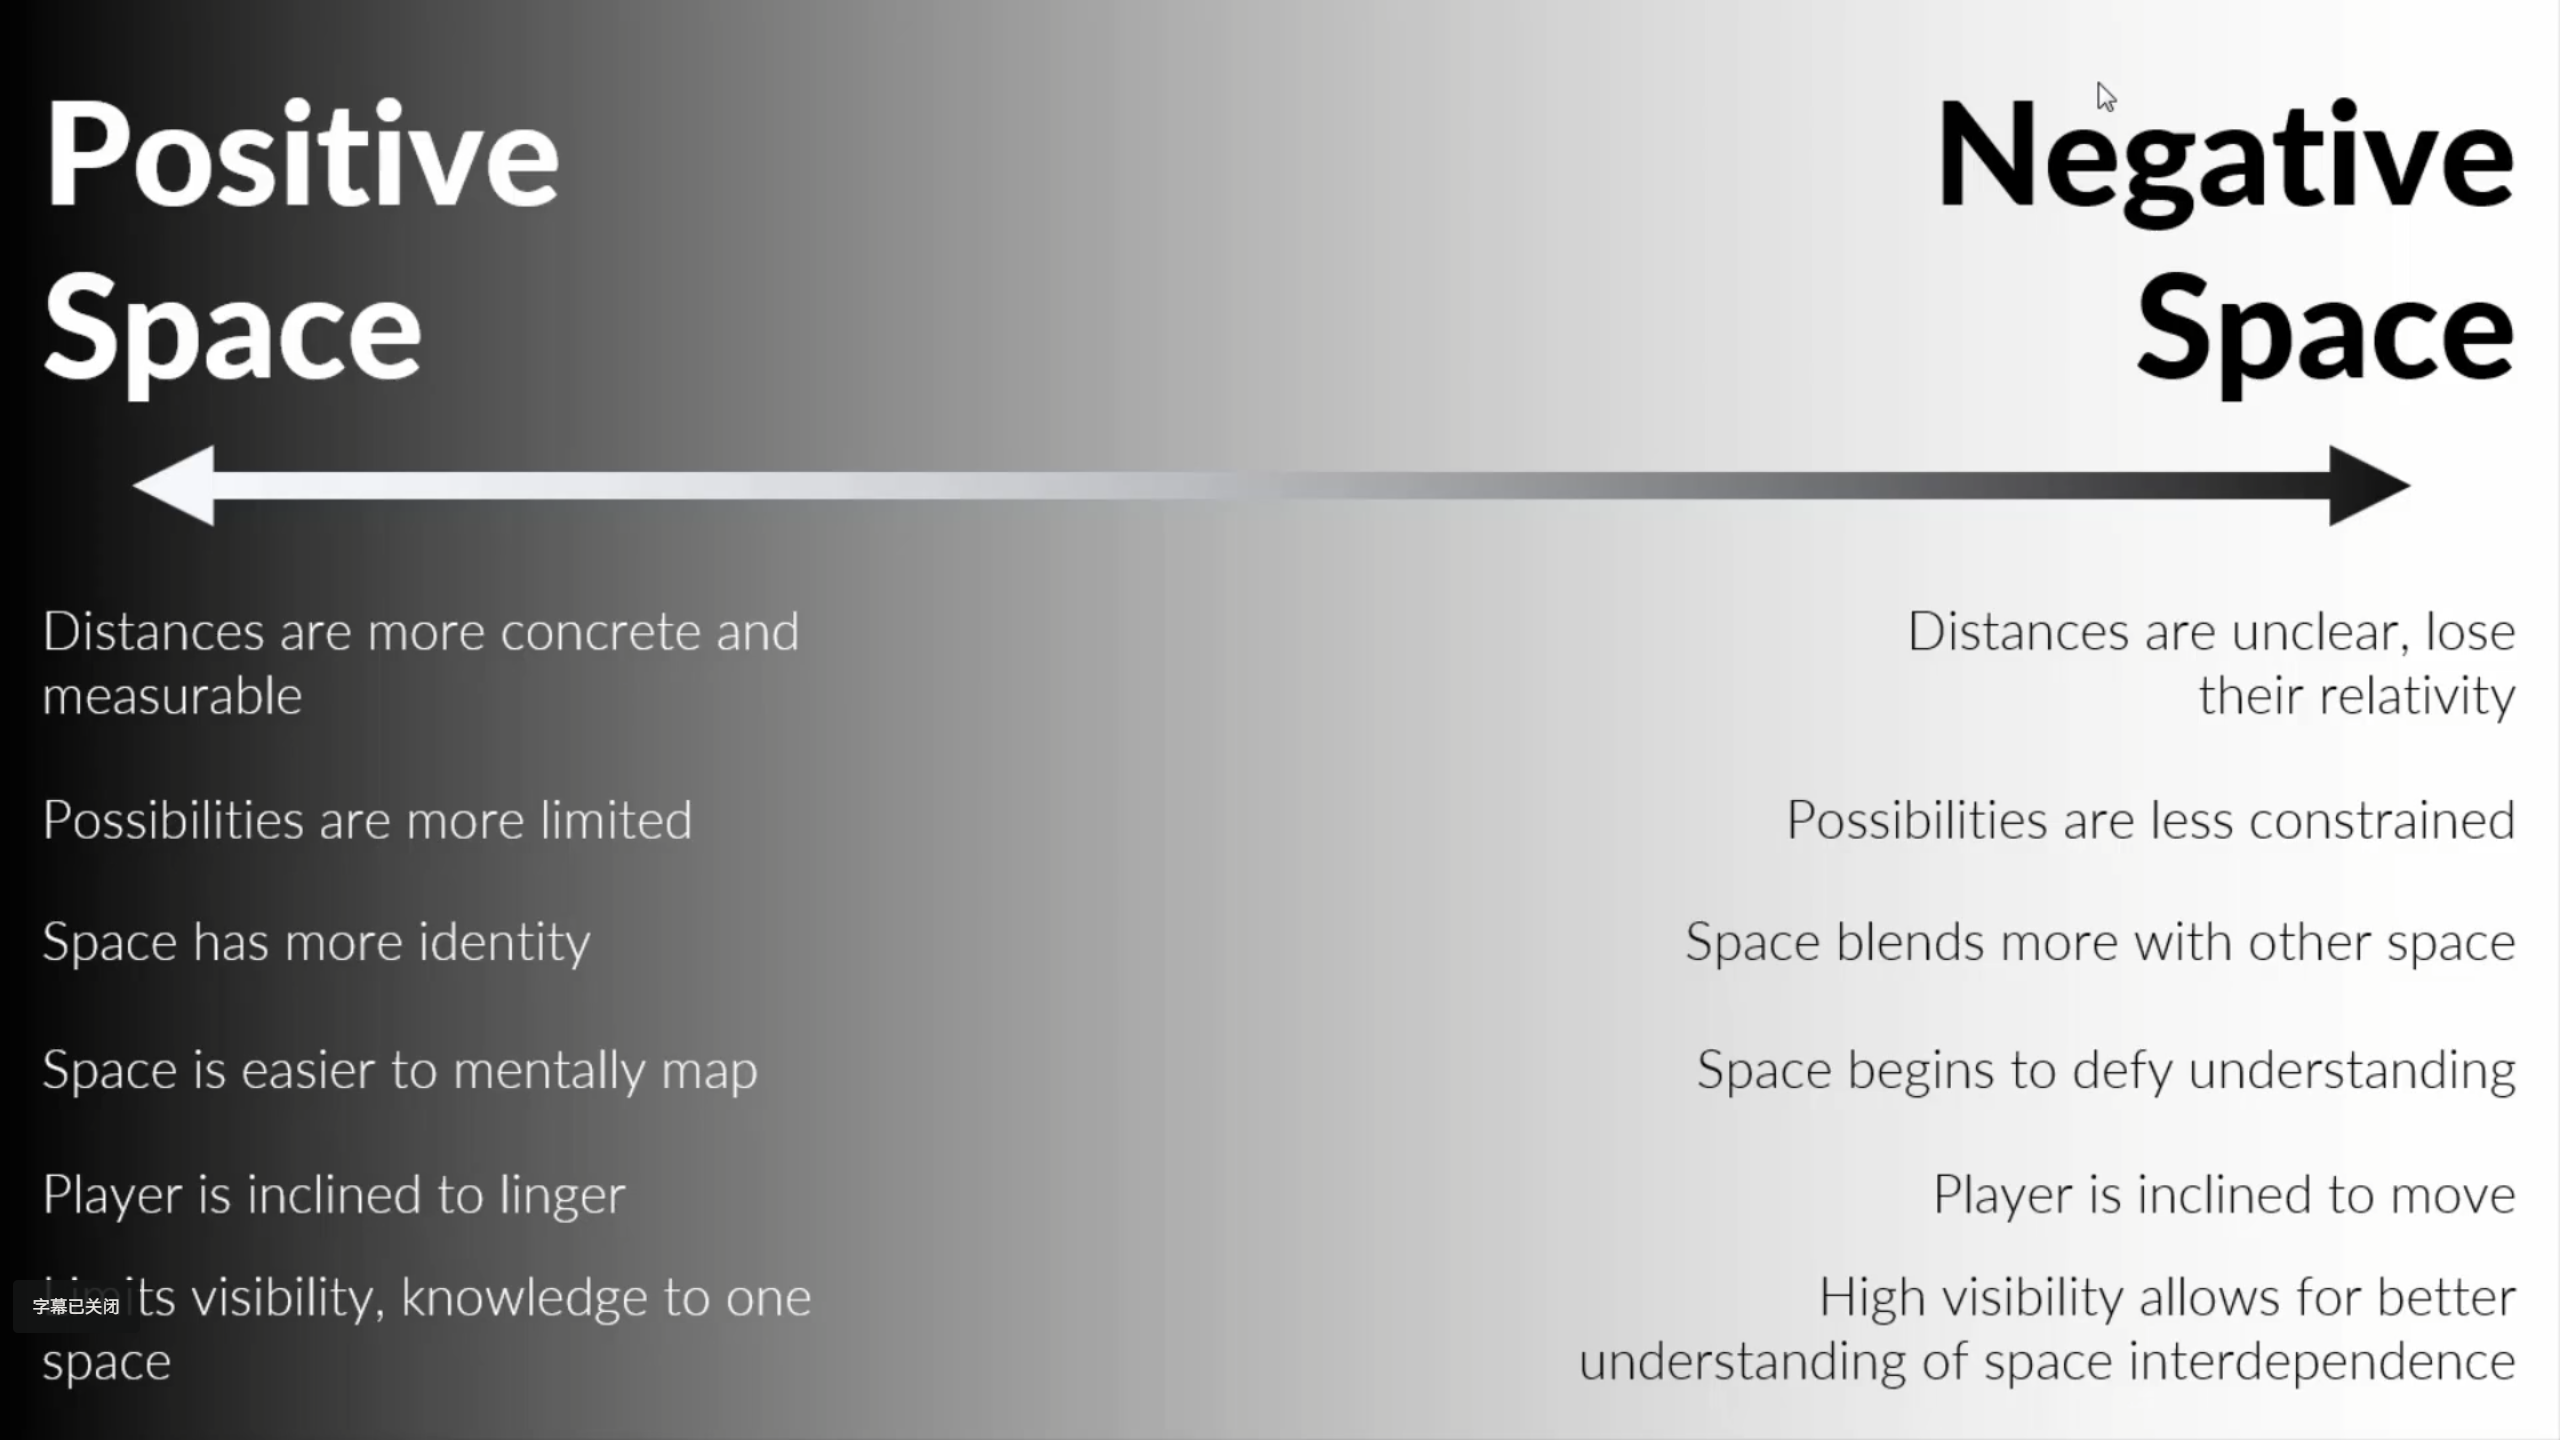 Positive
Space
Negative
Space
Distances are more concrete and
measurable
Distances are unclear, lose
their relativity
Possibilities are more limited
Possibilities are less constrained
Space has more identity
Space blends more with other space
Space is easier to mentally map
Space begins to defy understanding
Player is inclined to linger
Player is inclined to move
Limits visibility, knowledge to one
space
High visibility allows for better
understanding of space interdependence
字幕已关闭